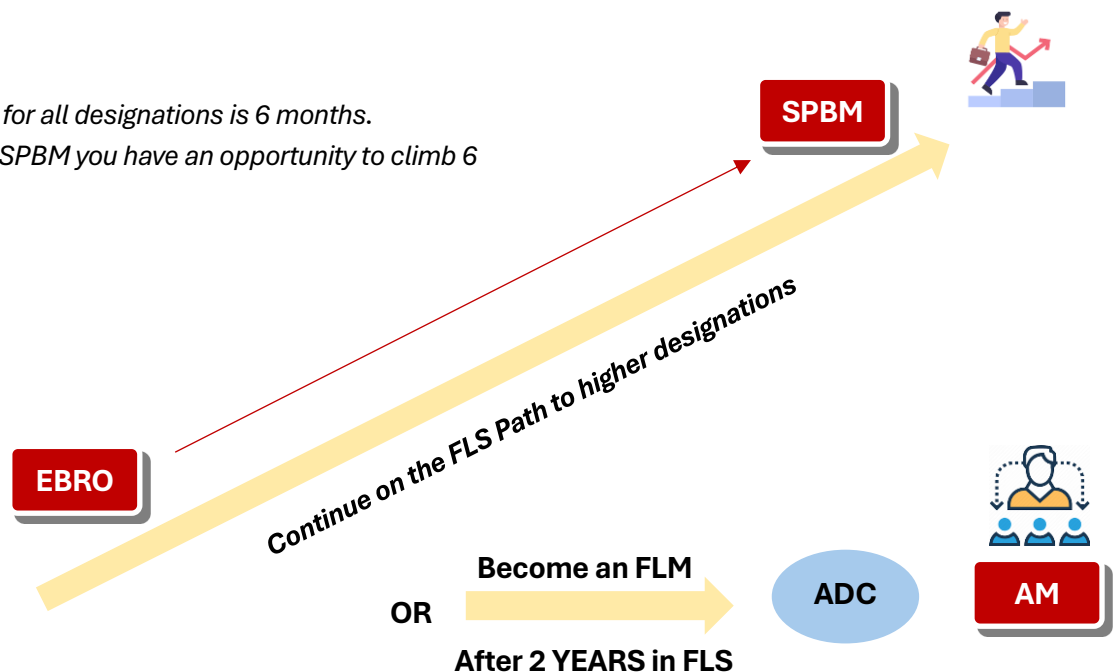 for all designations is 6 months.
SPBM you have an opportunity to climb 6
SPBM
Continue on the FLS Path to higher designations
EBRO
Become an FLM
OR
After 2 YEARS in FLS
ADC
AM